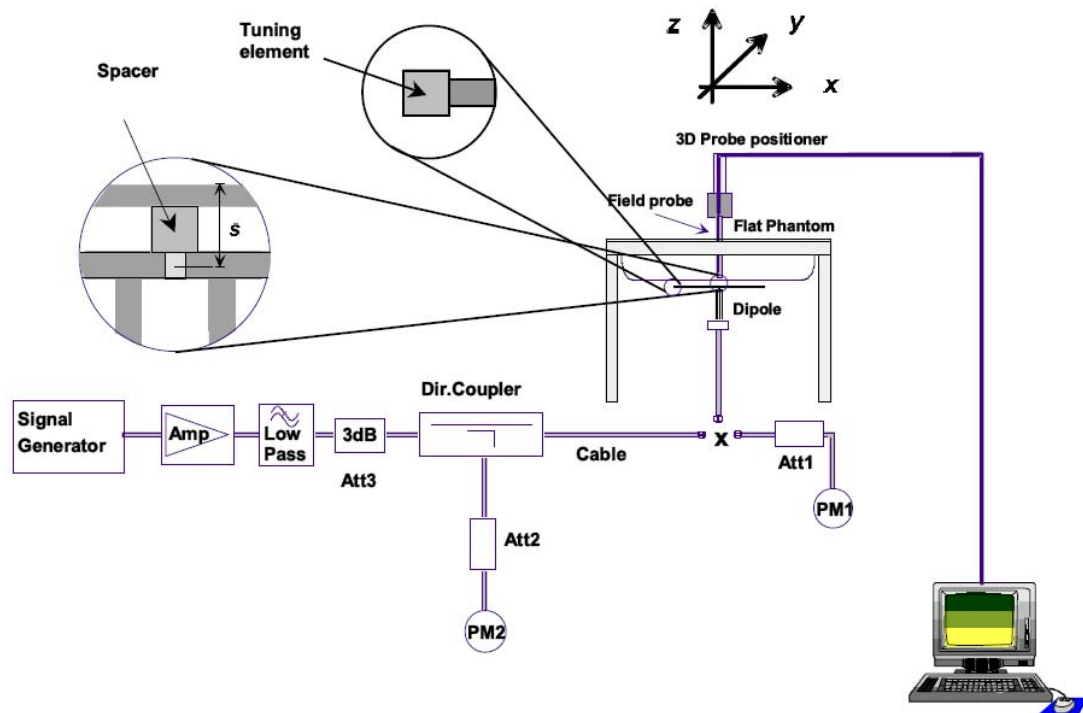 Tuning
element
Spacer
s
z
y
x
3D Probe positioner
Field probe
Flat Phantom
Dipole
Signal
Generator
Amp
Low
Pass
3dB
Att3
Dir.Coupler
Cable
x
Att1
PM1
Att2
PM2